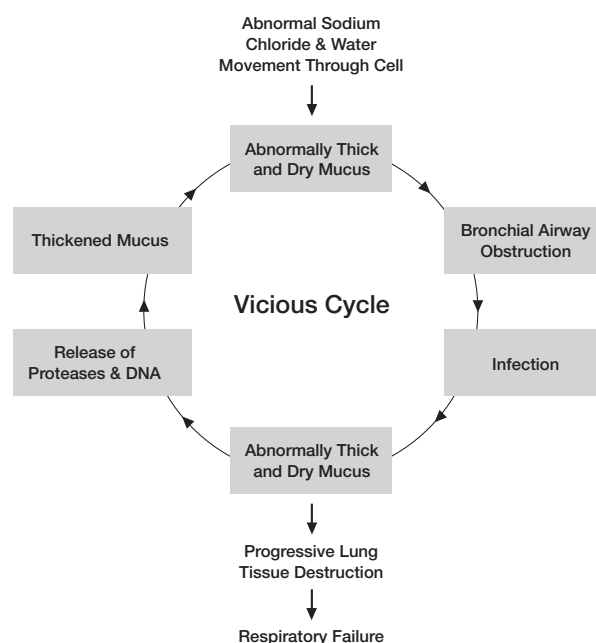 Abnormal Sodium
Chloride & Water
Movement Through Cell
Abnormally Thick
and Dry Mucus
Bronchial Airway
Obstruction
Infection
Abnormally Thick
and Dry Mucus
Release of
Proteases & DNA
Thickened Mucus
Vicious Cycle
Progressive Lung
Tissue Destruction
Respiratory Failure